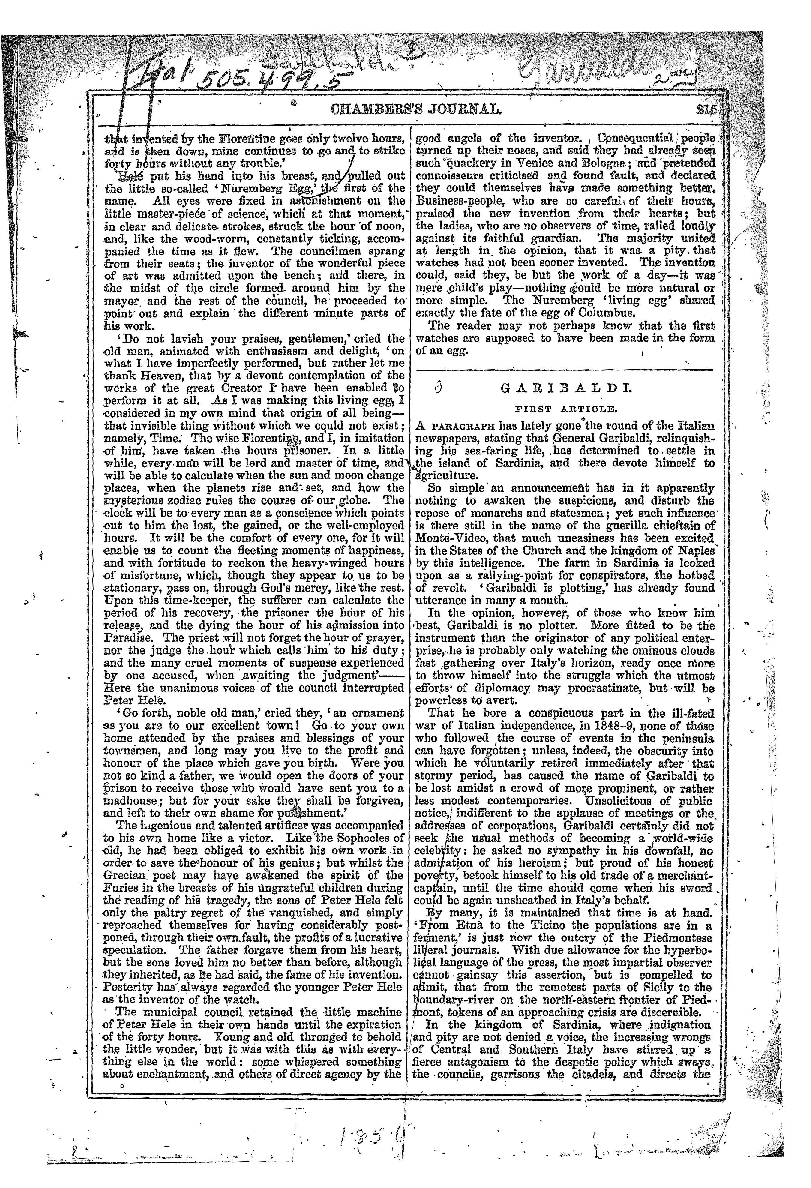 Ital 505.499.5
Garibaldi
CHAMBERS'S JOURNAL.
that invented by the Florentine goes only twelve hours,
and is then down, mine continues to go and to strike
forty hours without any trouble.'
Hele put his hand into his breast, and pulled out
the little so-called 'Nuremberg Egg,' the first of the
name. All eyes were fixed in astonishment on the
little master-piece of science, which at that moment,
in clear and delicate strokes, struck the hour of noon,
and, like the wood-worm, constantly ticking, accom-
panied the time as it flew. The councilmen sprang
from their seats; the inventor of the wonderful piece
of art was admitted upon the bench; and there, in
the midst of the circle formed around him by the
mayor and the rest of the council, he proceeded to
point out and explain the different minute parts of
his work.
'Do not lavish your praises, gentlemen,' cried the
old man, animated with enthusiasm and delight, 'on
what I have imperfectly performed, but rather let me
thank Heaven, that by a devout contemplation of the
works of the great Creator I have been enabled to
perform it at all. As I was making this living egg, I
considered in my own mind that origin of all being—
that invisible thing without which we could not exist;
namely, Time. The wise Florentine, and I, in imitation
of him, have taken the hours prisoner. In a little
while, every man will be lord and master of time, and
will be able to calculate when the sun and moon change
places, when the planets rise and set, and how the
mysterious zodiac rules the course of our globe. The
clock will be to every man as a conscience which points
out to him the lost, the gained, or the well-employed
hours. It will be the comfort of every one, for it will
enable us to count the fleeting moments of happiness,
and with fortitude to reckon the heavy-winged hours
of misfortune, which, though they appear to us to be
stationary, pass on, through God's mercy, like the rest.
Upon this time-keeper, the sufferer can calculate the
period of his recovery, the prisoner the hour of his
release, and the dying the hour of his admission into
Paradise. The priest will not forget the hour of prayer,
nor the judge the hour which calls him to his duty;
and the many cruel moments of suspense experienced
by one accused, when awaiting the judgment'——
Here the unanimous voices of the council interrupted
Peter Hele.
'Go forth, noble old man,' cried they, 'an ornament
as you are to our excellent town! Go to your own
home attended by the praises and blessings of your
townsmen, and long may you live to the profit and
honour of the place which gave you birth. Were you
not so kind a father, we would open the doors of your
prison to receive those who would have sent you to a
madhouse; but for your sake they shall be forgiven,
and left to their own shame for punishment.'
The ingenious and talented artificer was accompanied
to his own home like a victor. Like the Sophocles of
old, he had been obliged to exhibit his own work in
order to save the honour of his genius; but whilst the
Grecian poet may have awakened the spirit of the
Furies in the breasts of his ungrateful children during
the reading of his tragedy, the sons of Peter Hele felt
only the paltry regret of the vanquished, and simply
reproached themselves for having considerably post-
poned, through their own fault, the profits of a lucrative
speculation. The father forgave them from his heart,
but the sons loved him no better than before, although
they inherited, as he had said, the fame of his invention.
Posterity has always regarded the younger Peter Hele
as the inventor of the watch.
The municipal council retained the little machine
of Peter Hele in their own hands until the expiration
of the forty hours. Young and old thronged to behold
the little wonder, but it was with this as with every-
thing else in the world: some whispered something
about enchantment, and others of direct agency by the
good angels of the inventor. Consequential people
turned up their noses, and said they had already seen
such quackery in Venice and Bologna; and pretended
connoisseurs criticised and found fault, and declared
they could themselves have made something better.
Business-people, who are so careful of their hours,
praised the new invention from their hearts; but
the ladies, who are no observers of time, railed loudly
against its faithful guardian. The majority united
at length in the opinion, that it was a pity that
watches had not been sooner invented. The invention
could, said they, be but the work of a day—it was
mere child's play—nothing could be more natural or
more simple. The Nuremberg 'living egg' shared
exactly the fate of the egg of Columbus.
The reader may not perhaps know that the first
watches are supposed to have been made in the form
of an egg.
GARIBALDI.
FIRST ARTICLE.
A PARAGRAPH has lately gone the round of the Italian
newspapers, stating that General Garibaldi, relinquish-
ing his sea-faring life, has determined to settle in
the island of Sardinia, and there devote himself to
agriculture.
So simple an announcement has in it apparently
nothing to awaken the suspicions, and disturb the
repose of monarchs and statesmen; yet such influence
is there still in the name of the guerilla chieftain of
Monte-Video, that much uneasiness has been excited
in the States of the Church and the kingdom of Naples
by this intelligence. The farm in Sardinia is looked
upon as a rallying-point for conspirators, the hotbed
of revolt. 'Garibaldi is plotting,' has already found
utterance in many a mouth.
In the opinion, however, of those who know him
best, Garibaldi is no plotter. More fitted to be the
instrument than the originator of any political enter-
prise, he is probably only watching the ominous clouds
fast gathering over Italy's horizon, ready once more
to throw himself into the struggle which the utmost
efforts of diplomacy may procrastinate, but will be
powerless to avert.
That he bore a conspicuous part in the ill-fated
war of Italian independence, in 1848-9, none of those
who followed the course of events in the peninsula
can have forgotten; unless, indeed, the obscurity into
which he voluntarily retired immediately after that
stormy period, has caused the name of Garibaldi to
be lost amidst a crowd of more prominent, or rather
less modest contemporaries. Unsolicitous of public
notice, indifferent to the applause of meetings or the
addresses of corporations, Garibaldi certainly did not
seek the usual methods of becoming a world-wide
celebrity; he asked no sympathy in his downfall, no
admiration of his heroism; but proud of his honest
poverty, betook himself to his old trade of a merchant-
captain, until the time should come when his sword
could be again unsheathed in Italy's behalf.
By many, it is maintained that time is at hand.
'From Etna to the Ticino the populations are in a
ferment,' is just now the outcry of the Piedmontese
liberal journals. With due allowance for the hyperbo-
lical language of the press, the most impartial observer
cannot gainsay this assertion, but is compelled to
admit, that from the remotest parts of Sicily to the
boundary-river on the north-eastern frontier of Pied-
mont, tokens of an approaching crisis are discernible.
In the kingdom of Sardinia, where indignation
and pity are not denied a voice, the increasing wrongs
of Central and Southern Italy have stirred up a
fierce antagonism to the despotic policy which sways
the councils, garrisons the citadels, and directs the